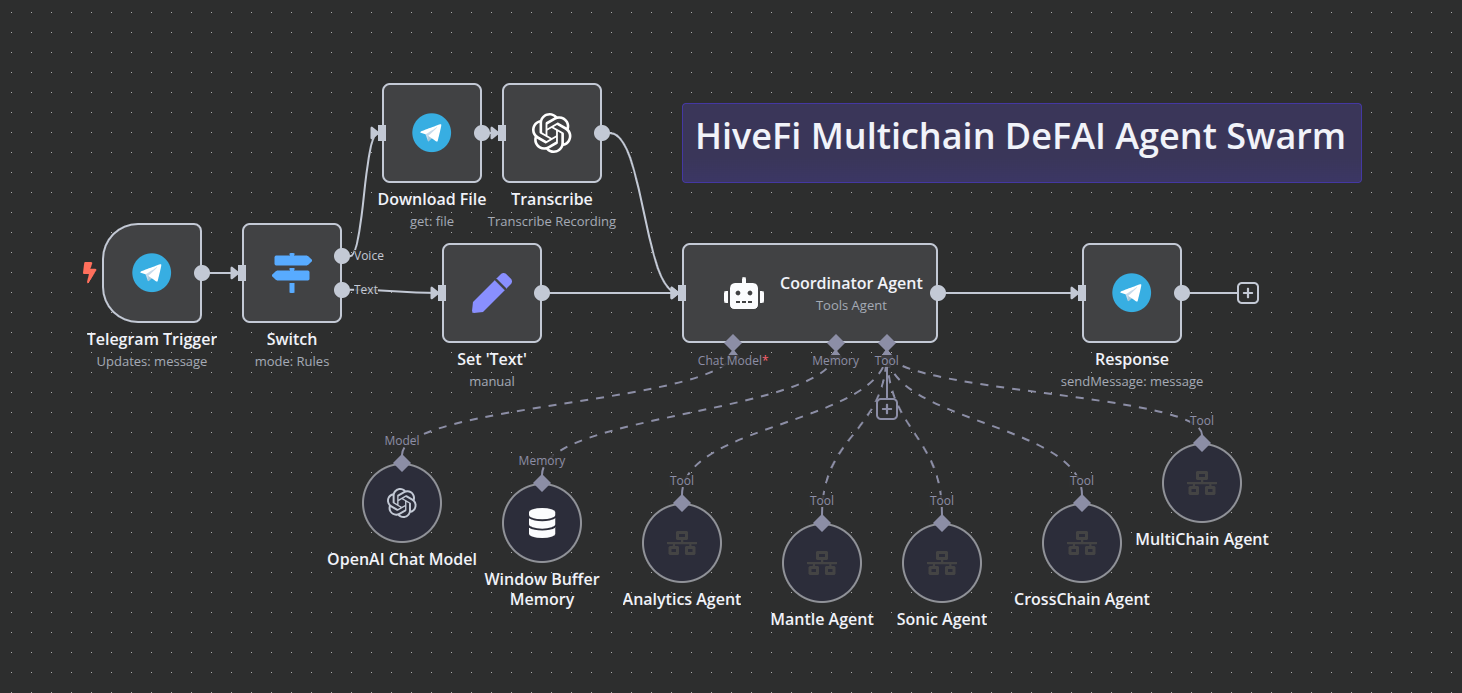 HiveFi Multichain DeFAI Agent Swarm
Download File
get: file
Transcribe
Transcribe Recording
Telegram Trigger
Updates: message
Switch
mode: Rules
Voice
Text
Set 'Text'
manual
Coordinator Agent
Tools Agent
Chat Model*
Memory
Tool
Response
sendMessage: message
Model
OpenAI Chat Model
Memory
Window Buffer
Memory
Tool
Analytics Agent
Tool
Mantle Agent
Tool
Sonic Agent
Tool
CrossChain Agent
Tool
MultiChain Agent